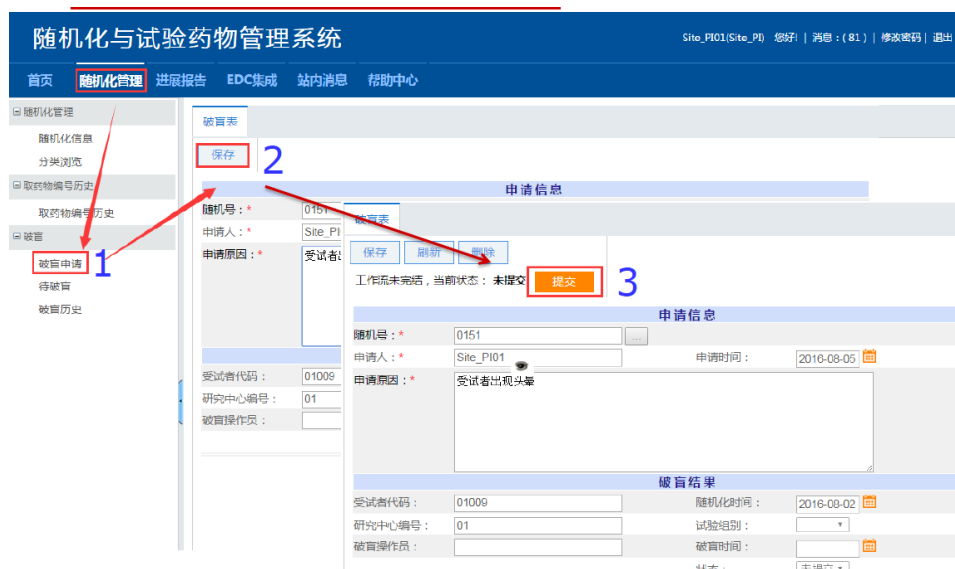 随机化与试验药物管理系统
Site_PI01(Site_PI) 您好! | 消息:(81) | 修改密码 | 退出
首页 随机化管理 进展报告 EDC集成 站内消息 帮助中心
随机化管理
随机化信息
分类浏览
取药物编号历史
取药物编号历史
破盲
破盲申请
待破盲
破盲历史
1
破盲表
保存
2
申请信息
随机号:* 0151
申请人:* Site_PI
申请原因:* 受试者
受试者代码: 01009
研究中心编号: 01
破盲操作员:
破盲表
保存 刷新 删除
工作流未完结,当前状态:未提交 提交
3
申请信息
随机号:* 0151 ...
申请人:* Site_PI01 申请时间: 2016-08-05
申请原因:* 受试者出现头晕
破盲结果
受试者代码: 01009 随机化时间: 2016-08-02
研究中心编号: 01 试验组别:
破盲操作员: 破盲时间:
状态: 未提交